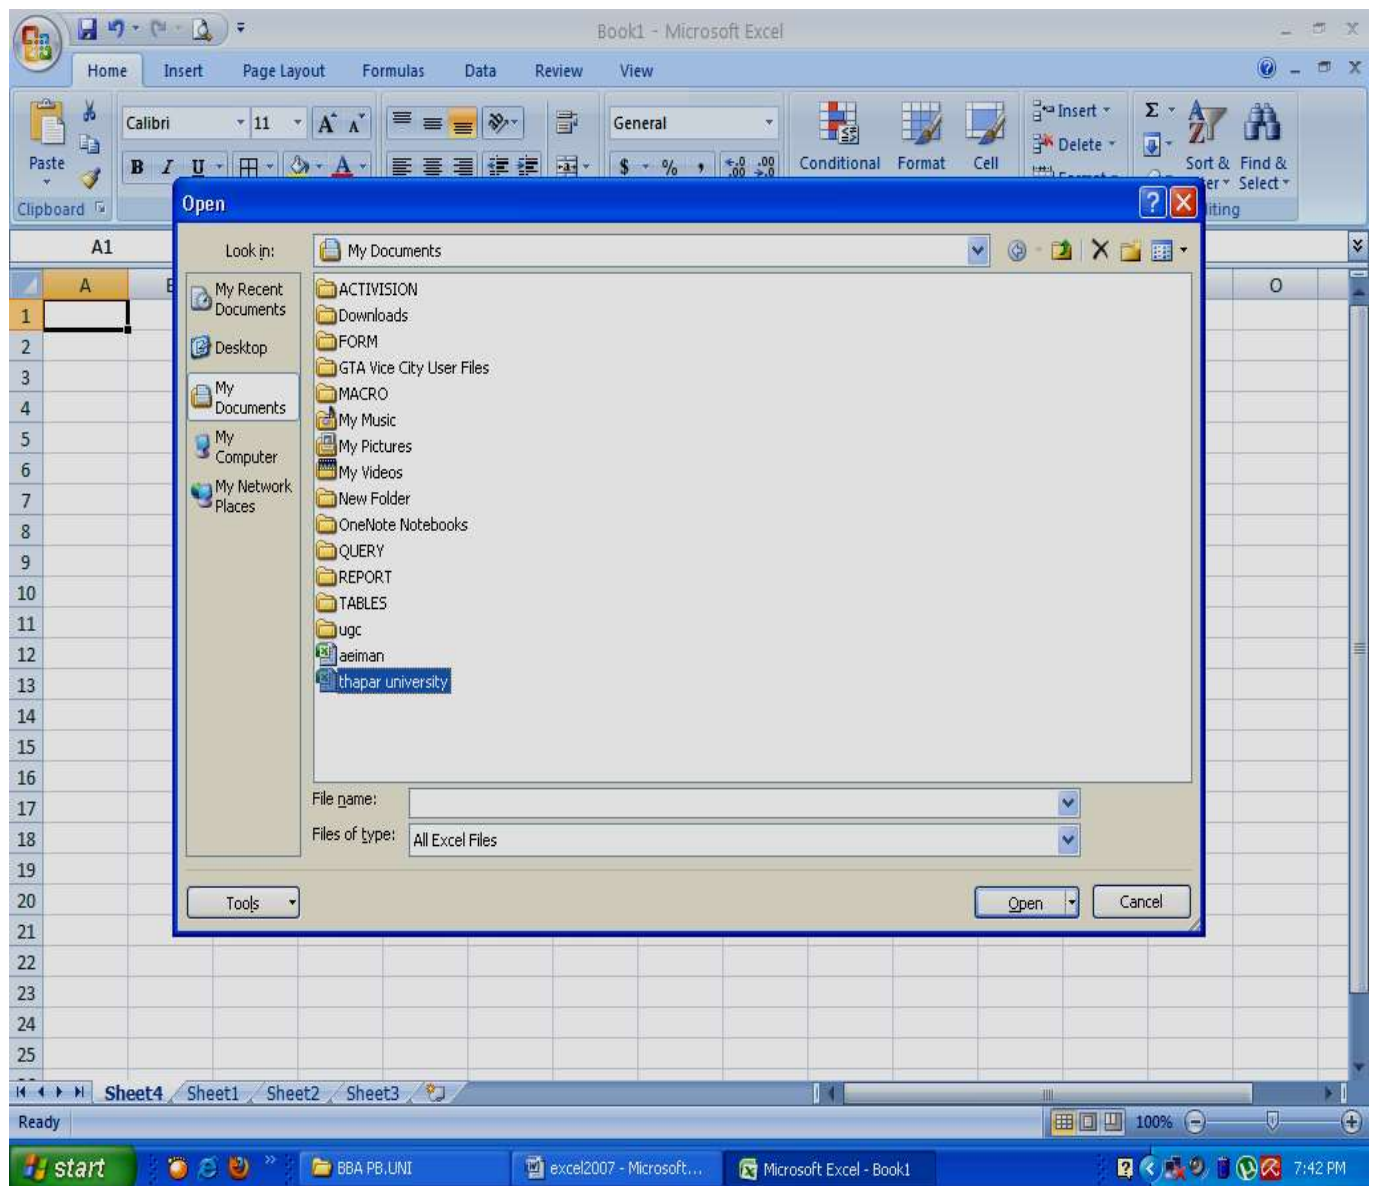 Book1 - Microsoft Excel
Home Insert Page Layout Formulas Data Review View
Calibri 11 A A General Insert Σ
Delete
Paste B I U A $ % , Conditional Format Cell Sort & Find &
Select
Clipboard
Open
A1 Look in: My Documents
A O
My Recent Documents
Desktop
My Documents
My Computer
My Network Places
ACTIVISION
Downloads
FORM
GTA Vice City User Files
MACRO
My Music
My Pictures
My Videos
New Folder
OneNote Notebooks
QUERY
REPORT
TABLES
ugc
aeiman
thapar university
File name:
Files of type: All Excel Files
Tools Open Cancel
1
2
3
4
5
6
7
8
9
10
11
12
13
14
15
16
17
18
19
20
21
22
23
24
25
Sheet4 Sheet1 Sheet2 Sheet3
Ready 100%
start BBA PB.UNI excel2007 - Microsoft... Microsoft Excel - Book1 7:42 PM